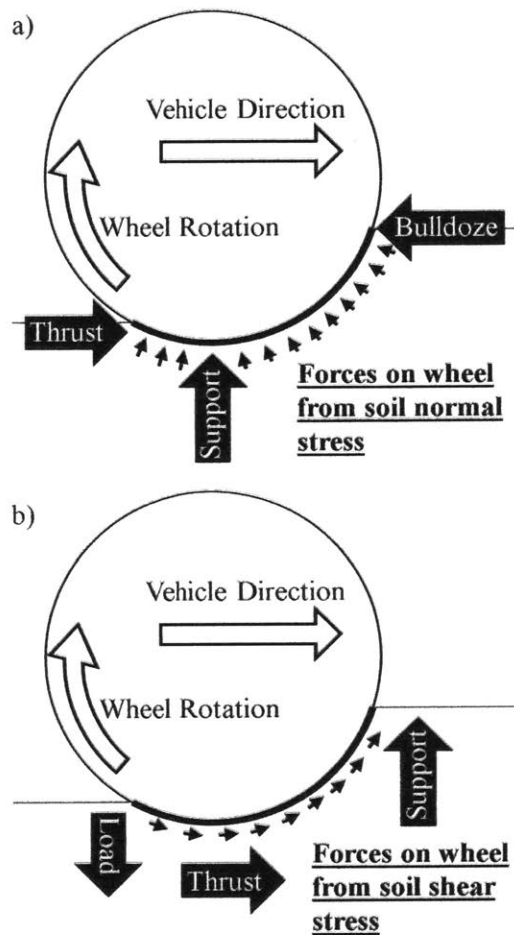 a)
Vehicle Direction
Wheel Rotation
Bulldoze
Thrust
Support
Forces on wheel
from soil normal
stress
b)
Vehicle Direction
Wheel Rotation
Support
Load
Thrust
Forces on wheel
from soil shear
stress